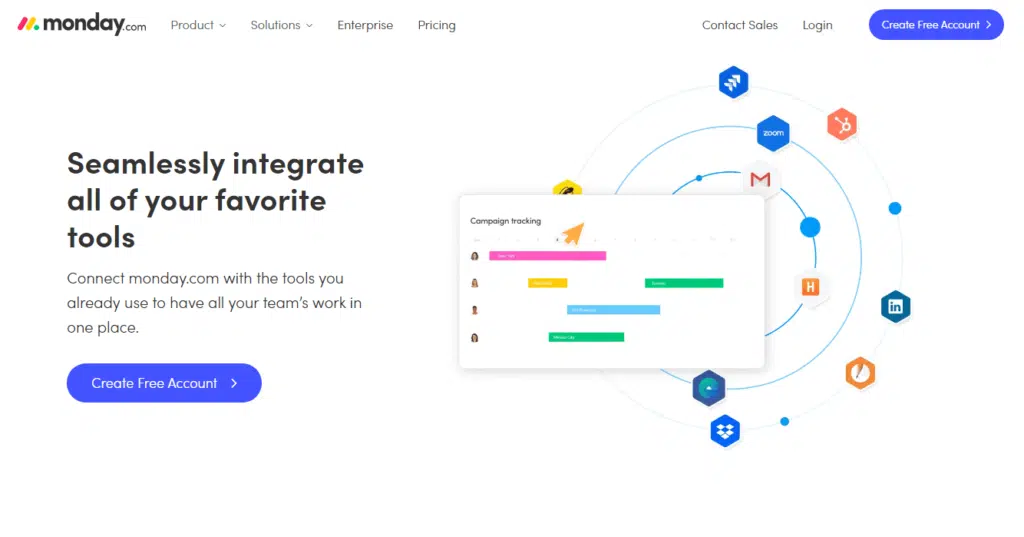 monday.com
Product
Solutions
Enterprise
Pricing
Contact Sales
Login
Create Free Account
Seamlessly integrate
all of your favorite
tools
Connect monday.com with the tools you
already use to have all your team’s work in
one place.
Create Free Account
zoom
Campaign tracking
H
in